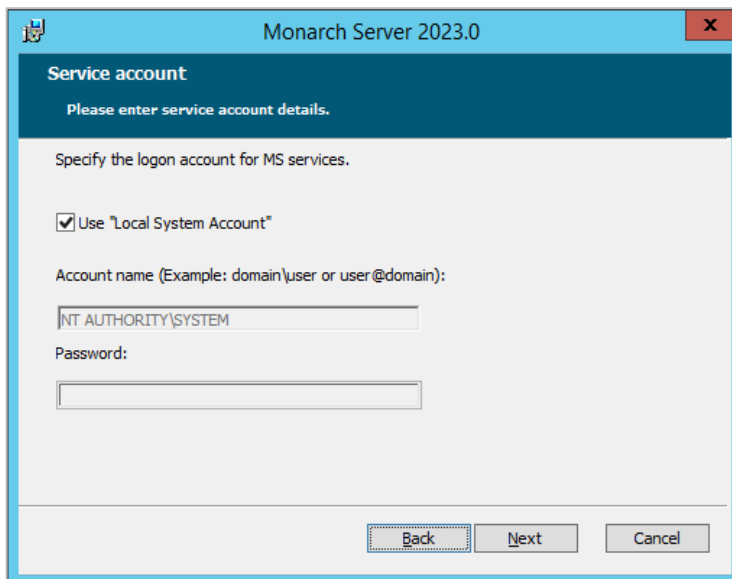 Monarch Server 2023.0
x
Service account
Please enter service account details.
Specify the logon account for MS services.
Use "Local System Account"
Account name (Example: domain\user or user@domain):
NT AUTHORITY\SYSTEM
Password:
Back Next Cancel